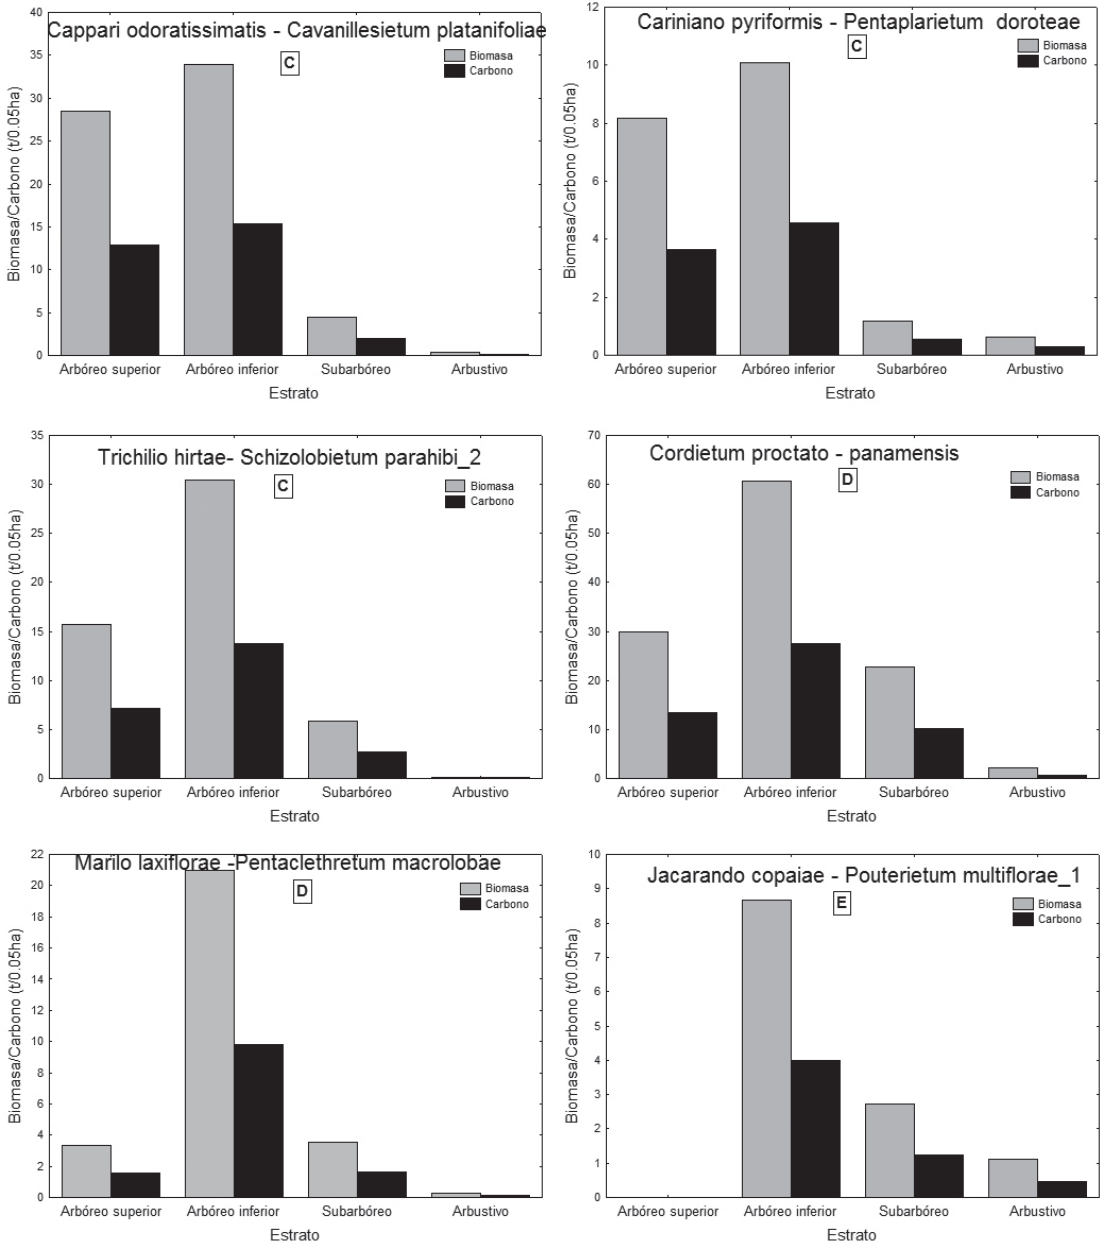 Cappari odoratissimatis - Cavanillesietum platanifoliae
C
Biomasa
Carbono
Biomasa/Carbono (t/0.05ha)
40
35
30
25
20
15
10
5
0
Arbóreo superior Arbóreo inferior Subarbóreo Arbustivo
Estrato
Cariniano pyriformis - Pentaplarietum doroteae
C
Biomasa
Carbono
Biomasa/Carbono (t/0.05ha)
12
10
8
6
4
2
0
Arbóreo superior Arbóreo inferior Subarbóreo Arbustivo
Estrato
Trichilio hirtae- Schizolobietum parahibi_2
C
Biomasa
Carbono
Biomasa/Carbono (t/0.05ha)
35
30
25
20
15
10
5
0
Arbóreo superior Arbóreo inferior Subarbóreo Arbustivo
Estrato
Cordietum proctato - panamensis
D
Biomasa
Carbono
Biomasa/Carbono (t/0.05ha)
70
60
50
40
30
20
10
0
Arbóreo superior Arbóreo inferior Subarbóreo Arbustivo
Estrato
Marilo laxiflorae -Pentaclethretum macrolobae
D
Biomasa
Carbono
Biomasa/Carbono (t/0.05ha)
22
20
18
16
14
12
10
8
6
4
2
0
Arbóreo superior Arbóreo inferior Subarbóreo Arbustivo
Estrato
Jacarando copaiae - Pouterietum multiflorae_1
E
Biomasa
Carbono
Biomasa/Carbono (t/0.05ha)
10
9
8
7
6
5
4
3
2
1
0
Arbóreo superior Arbóreo inferior Subarbóreo Arbustivo
Estrato